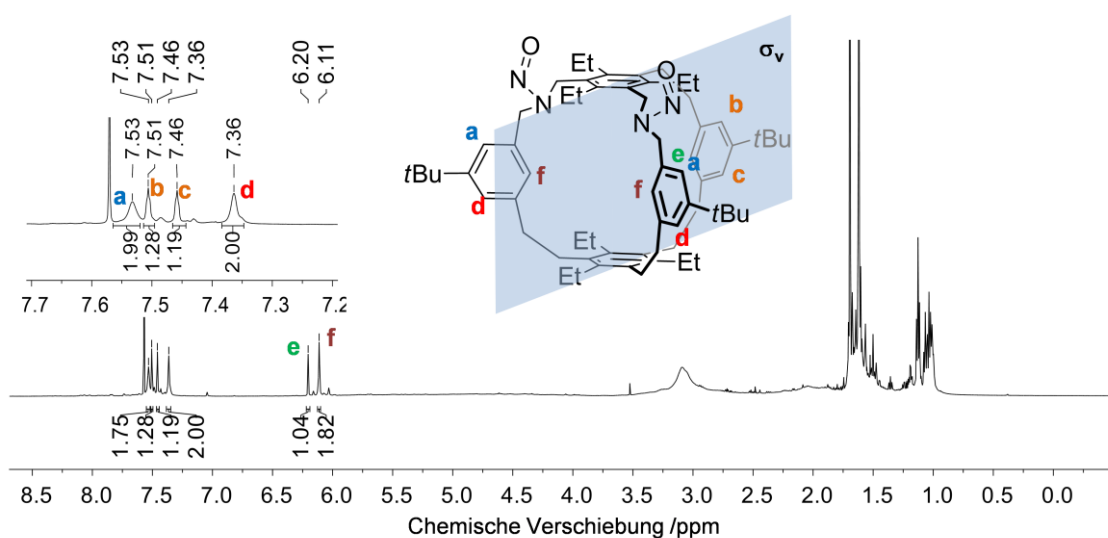 7.53
7.51
7.46
7.36
6.20
6.11
7.53
7.51
7.46
7.36
a
b
c
d
1.99
1.28
1.19
2.00
7.7
7.6
7.5
7.4
7.3
7.2
O
N
N
Et
Et
O
N
N
Et
Et
σv
a
b
e
a
tBu
tBu
f
f
c
d
tBu
d
Et
Et
Et
Et
e
f
1.75
1.28
1.19
2.00
1.04
1.82
8.5 8.0 7.5 7.0 6.5 6.0 5.5 5.0 4.5 4.0 3.5 3.0 2.5 2.0 1.5 1.0 0.5 0.0
Chemische Verschiebung /ppm